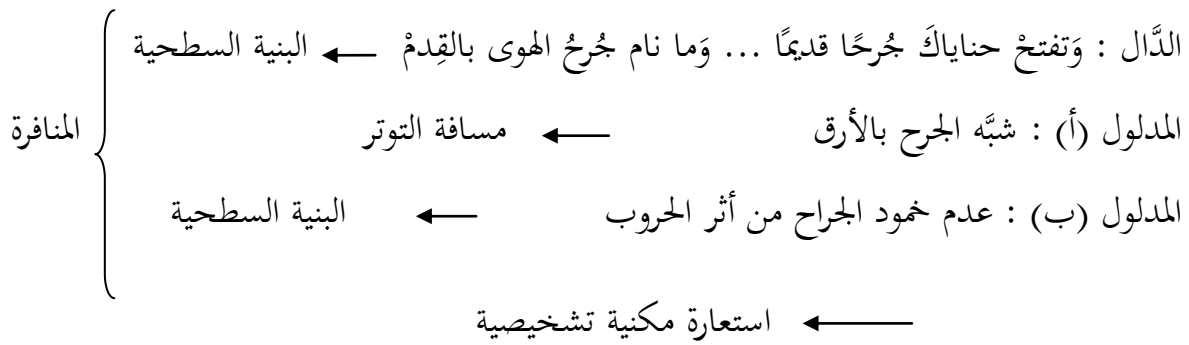 الدَّال : وَتفتحْ حناياكَ جُرحًا قديمًا ... وَما نام جُرحُ الهوى بالقِدمْ ← البنية السطحية
المدلول (أ) : شبَّه الجرح بالأرق ← مسافة التوتر
المنافرة
المدلول (ب) : عدم خمود الجراح من أثر الحروب ← البنية السطحية
← استعارة مكنية تشخيصية